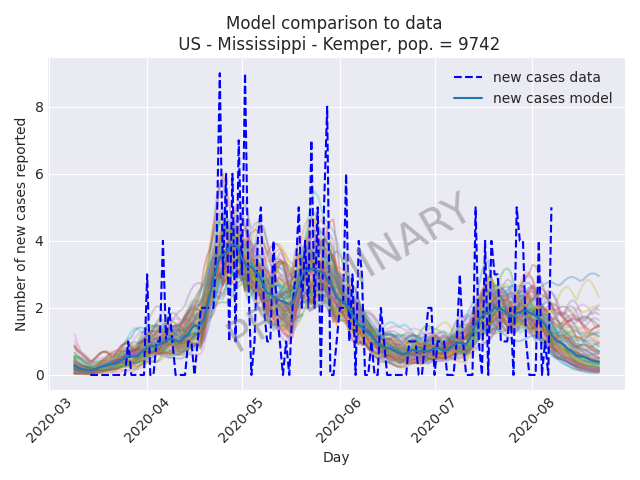 Model comparison to data
US - Mississippi - Kemper, pop. = 9742
new cases data
new cases model
PRELIMINARY
Number of new cases reported
8
6
4
2
0
2020-03
2020-04
2020-05
2020-06
2020-07
2020-08
Day